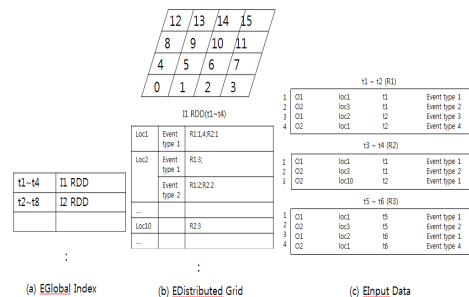 12 13 14 15
8 9 10 11
4 5 6 7
0 1 2 3
t1~t4 I1 RDD
t2~t8 I2 RDD
:
(a) EGlobal Index
I1 RDD(t1~t4)
Loc1 Event type 1 R1:1,4;R2:1
Loc2 Event type 1 R1:3;
Event type 2 R1:2;R2:2
...
Loc10 R2:3
...
:
(b) EDistributed Grid
t1 ~ t2 (R1)
1 O1 loc1 t1 Event type 1
2 O2 loc3 t1 Event type 2
3 O1 loc2 t2 Event type 3
4 O2 loc1 t2 Event type 4
t3 ~ t4 (R2)
1 O1 loc1 t1 Event type 1
2 O2 loc3 t1 Event type 2
3 O2 loc10 t2 Event type 1
t5 ~ t6 (R3)
1 O1 loc1 t5 Event type 1
2 O2 loc3 t5 Event type 2
3 O1 loc2 t6 Event type 1
4 O2 loc1 t6 Event type 4
(c) EInput Data